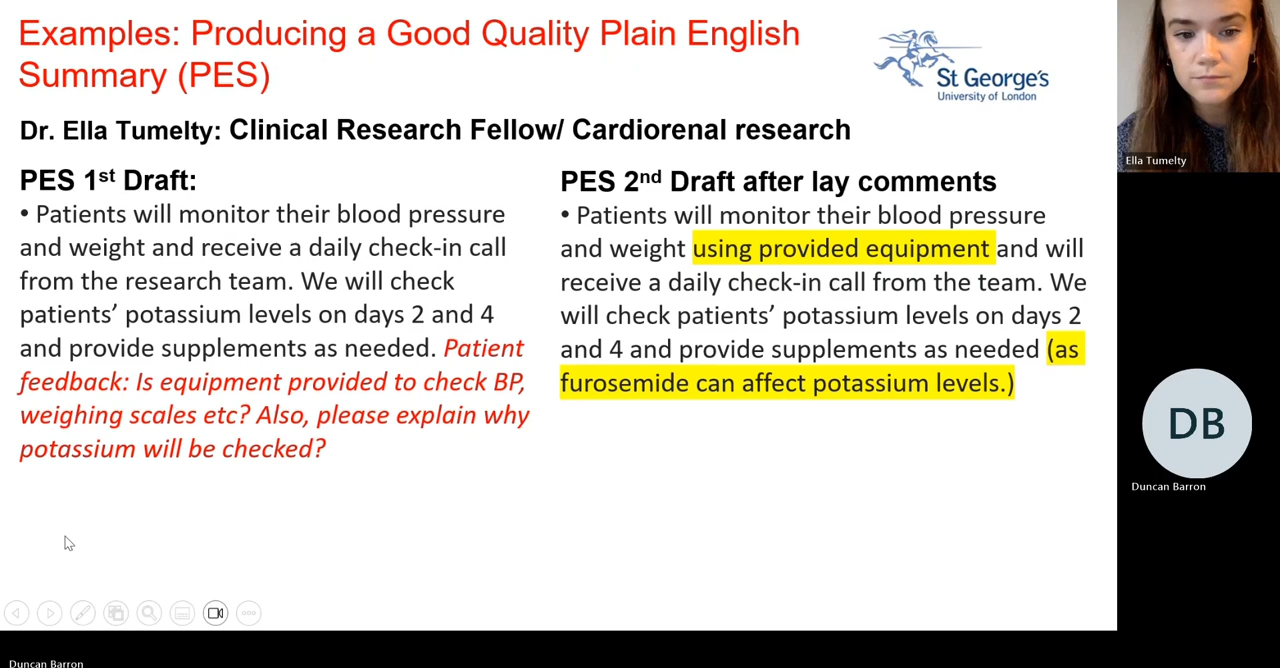 Examples: Producing a Good Quality Plain English
Summary (PES)
St George's
University of London
Dr. Ella Tumelty: Clinical Research Fellow/ Cardiorenal research
PES 1st Draft:
• Patients will monitor their blood pressure
and weight and receive a daily check-in call
from the research team. We will check
patients’ potassium levels on days 2 and 4
and provide supplements as needed. Patient
feedback: Is equipment provided to check BP,
weighing scales etc? Also, please explain why
potassium will be checked?
PES 2nd Draft after lay comments
• Patients will monitor their blood pressure
and weight using provided equipment and will
receive a daily check-in call from the team. We
will check patients’ potassium levels on days 2
and 4 and provide supplements as needed (as
furosemide can affect potassium levels.)
Ella Tumelty
DB
Duncan Barron
Duncan Barron